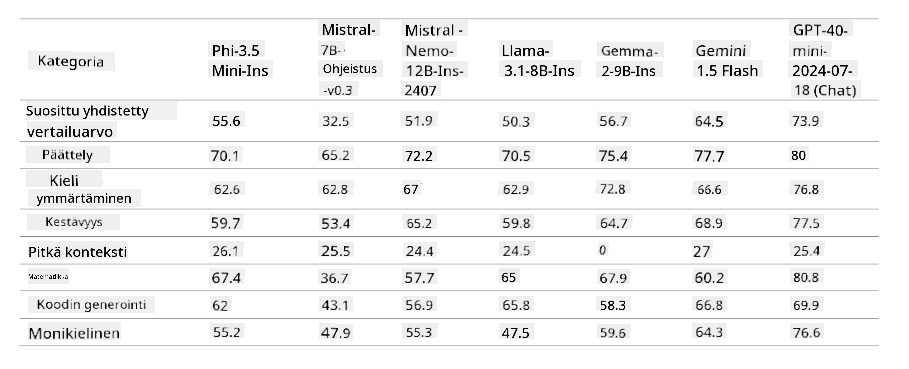 Kategoria Phi-3.5 Mini-Ins Mistral-7B- Ohjeistus -v0.3 Mistral - Nemo-12B-Ins-2407 Llama-3.1-8B-Ins Gemma-2-9B-Ins Gemini 1.5 Flash GPT-40-mini-2024-07-18 (Chat)
Suosittu yhdistetty vertailuarvo 55.6 32.5 51.9 50.3 56.7 64.5 73.9
Päättely 70.1 65.2 72.2 70.5 75.4 77.7 80
Kieli ymmärtäminen 62.6 62.8 67 62.9 72.8 66.6 76.8
Kestävyys 59.7 53.4 65.2 59.8 64.7 68.9 77.5
Pitkä konteksti 26.1 25.5 24.4 24.5 0 27 25.4
Matematiikka 67.4 36.7 57.7 65 67.9 60.2 80.8
Koodin generointi 62 43.1 56.9 65.8 58.3 66.8 69.9
Monikielinen 55.2 47.9 55.3 47.5 59.6 64.3 76.6